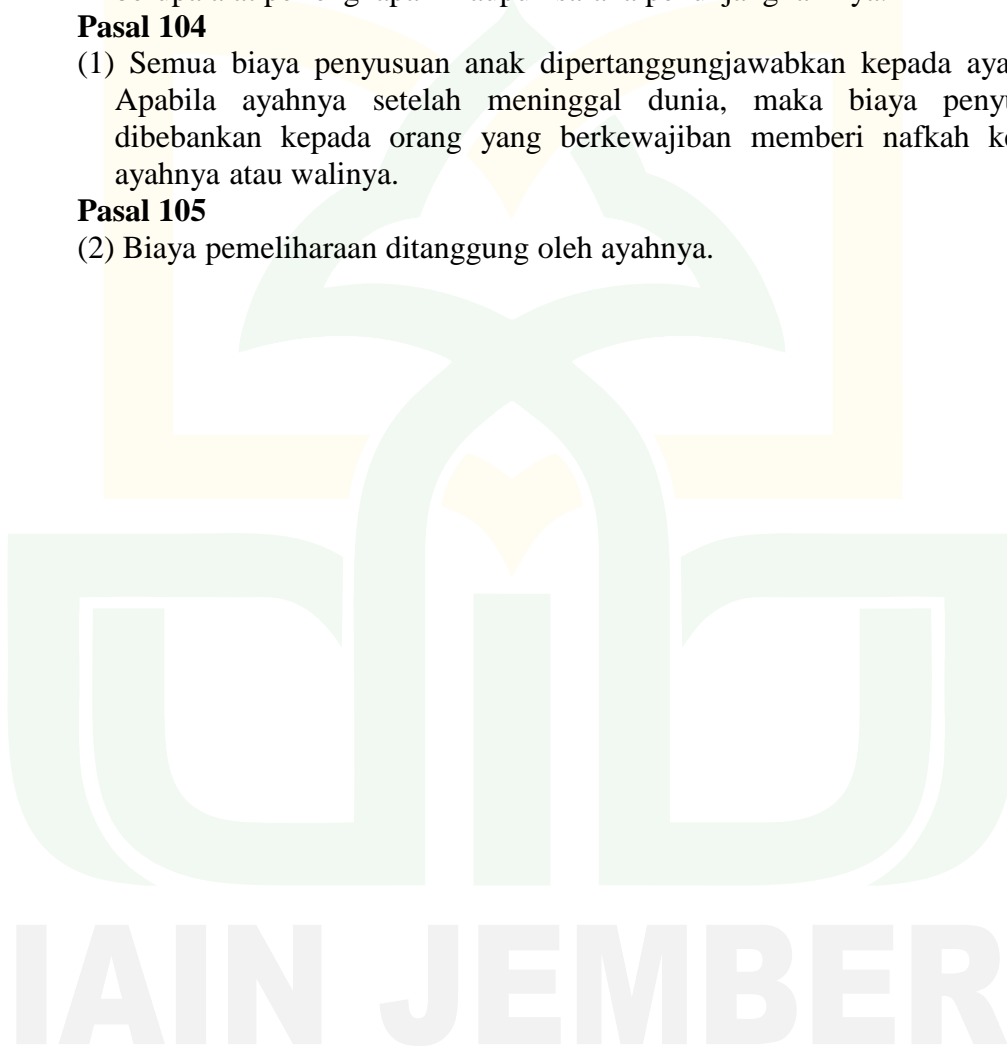 Pasal 104
(1) Semua biaya penyusuan anak dipertanggungjawabkan kepada
Apabila ayahnya setelah meninggal dunia, maka biaya
dibebankan kepada orang yang berkewajiban memberi nafkah
ayahnya atau walinya.
Pasal 105
(2) Biaya pemeliharaan ditanggung oleh ayahnya.
IAIN JEMBER